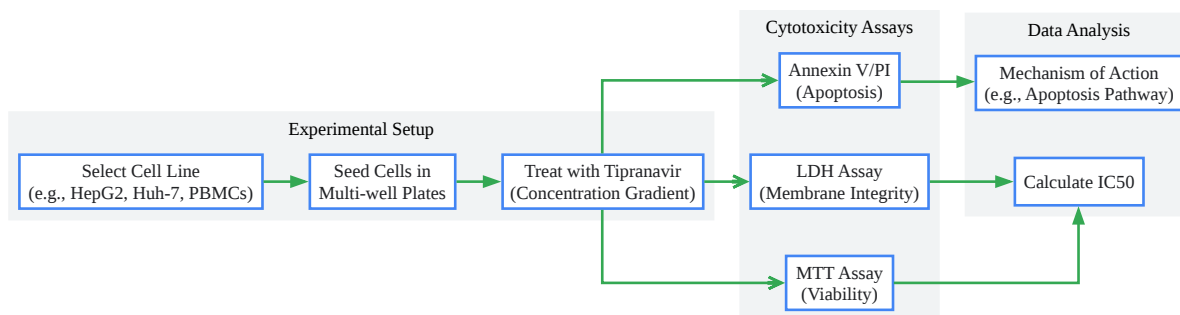 Cytotoxicity Assays
Data Analysis
Annexin V/PI
(Apoptosis)
Mechanism of Action
(e.g., Apoptosis Pathway)
Experimental Setup
Select Cell Line
(e.g., HepG2, Huh-7, PBMCs)
Seed Cells in
Multi-well Plates
Treat with Tipranavir
(Concentration Gradient)
LDH Assay
(Membrane Integrity)
Calculate IC50
MTT Assay
(Viability)